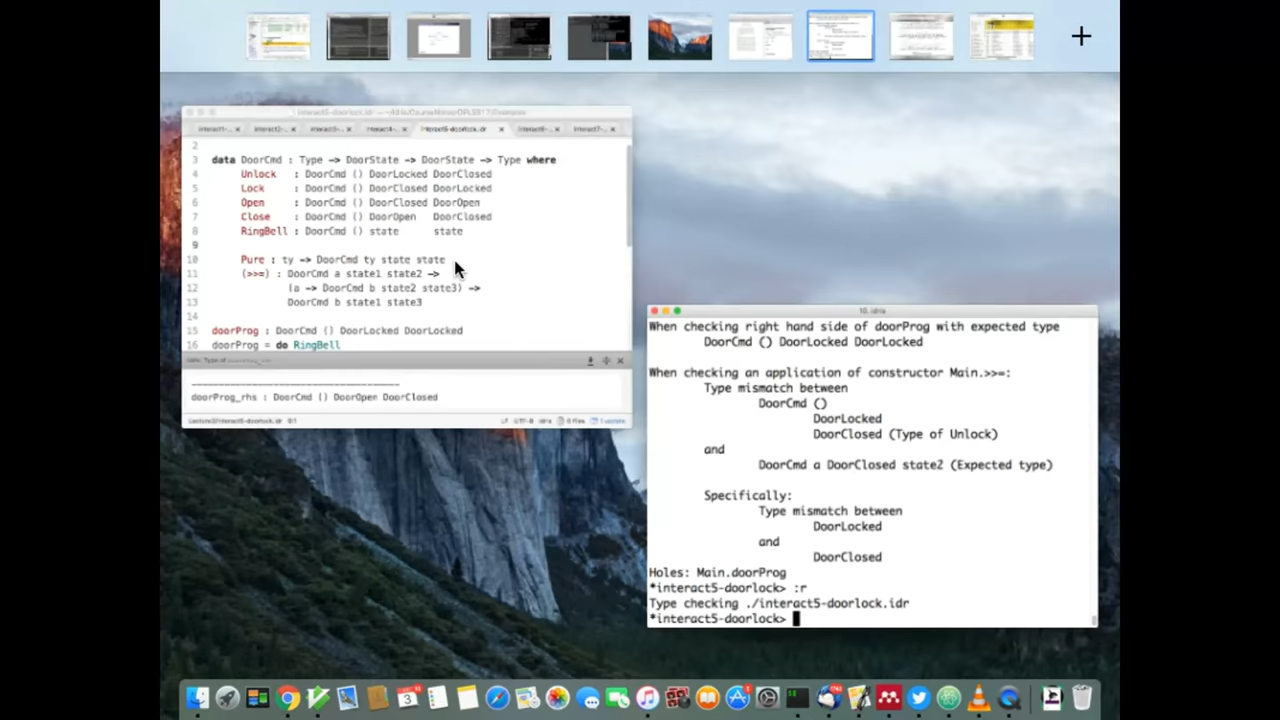 2
3 data DoorCmd : Type -> DoorState -> DoorState -> Type where
4 Unlock : DoorCmd () DoorLocked DoorClosed
5 Lock : DoorCmd () DoorClosed DoorLocked
6 Open : DoorCmd () DoorClosed DoorOpen
7 Close : DoorCmd () DoorOpen DoorClosed
8 RingBell : DoorCmd () state state
9
10 Pure : ty -> DoorCmd ty state state
11 (>>=) : DoorCmd a state1 state2 ->
12 (a -> DoorCmd b state2 state3) ->
13 DoorCmd b state1 state3
14
15 doorProg : DoorCmd () DoorLocked DoorLocked
16 doorProg = do RingBell
doorProg_rhs : DoorCmd () DoorOpen DoorClosed
10. idris
When checking right hand side of doorProg with expected type
DoorCmd () DoorLocked DoorLocked
When checking an application of constructor Main.>>=:
Type mismatch between
DoorCmd ()
DoorLocked
DoorClosed (Type of Unlock)
and
DoorCmd a DoorClosed state2 (Expected type)
Specifically:
Type mismatch between
DoorLocked
and
DoorClosed
Holes: Main.doorProg
*interact5-doorlock> :r
Type checking ./interact5-doorlock.idr
*interact5-doorlock>